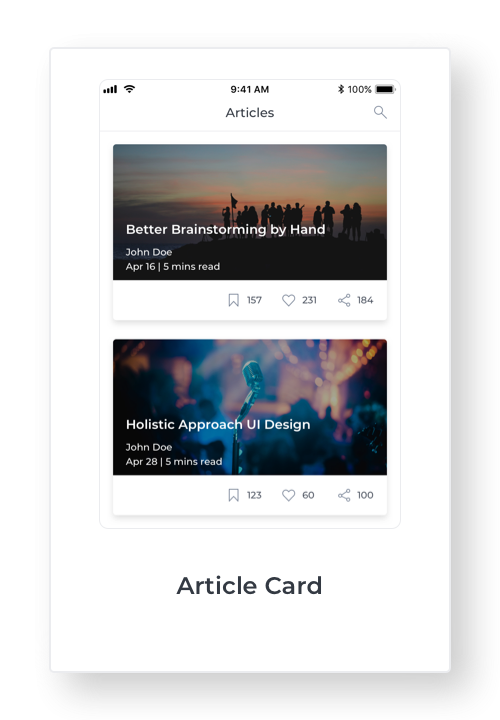 9:41 AM
100%
Articles
Better Brainstorming by Hand
John Doe
Apr 16 | 5 mins read
157 231 184
Holistic Approach UI Design
John Doe
Apr 28 | 5 mins read
123 60 100
Article Card